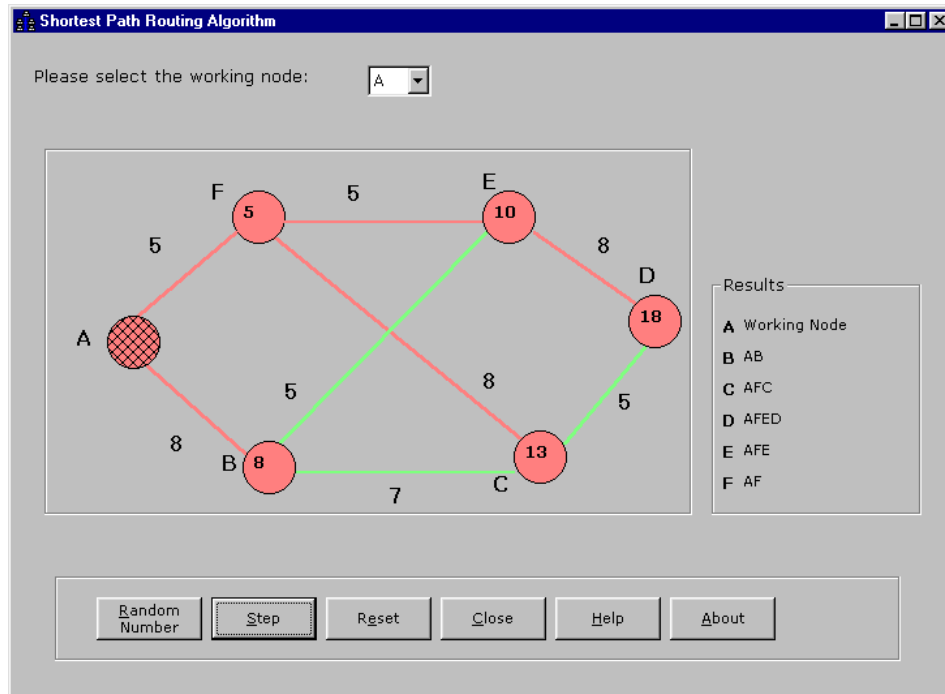 Shortest Path Routing Algorithm
Please select the working node:
A
F
5
5
5
E
10
8
D
18
A
5
8
5
8
B
8
7
C
13
Results
A Working Node
B AB
C AFC
D AFED
E AFE
F AF
Random
Number
Step
Reset
Close
Help
About